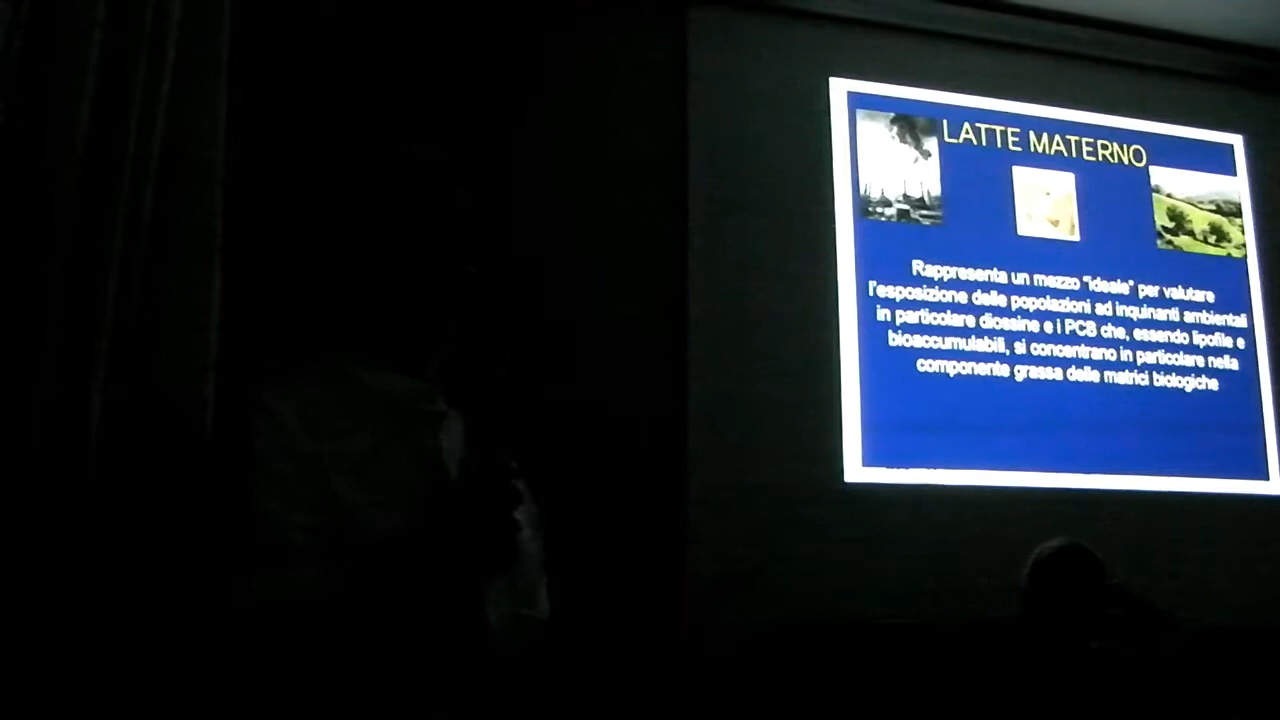 LATTE MATERNO
Rappresenta un mezzo "ideale" per valutare
l'esposizione delle popolazioni ad inquinanti ambientali
in particolare diossine e i PCB che, essendo lipofile e
bioaccumulabili, si concentrano in particolare nella
componente grassa delle matrici biologiche